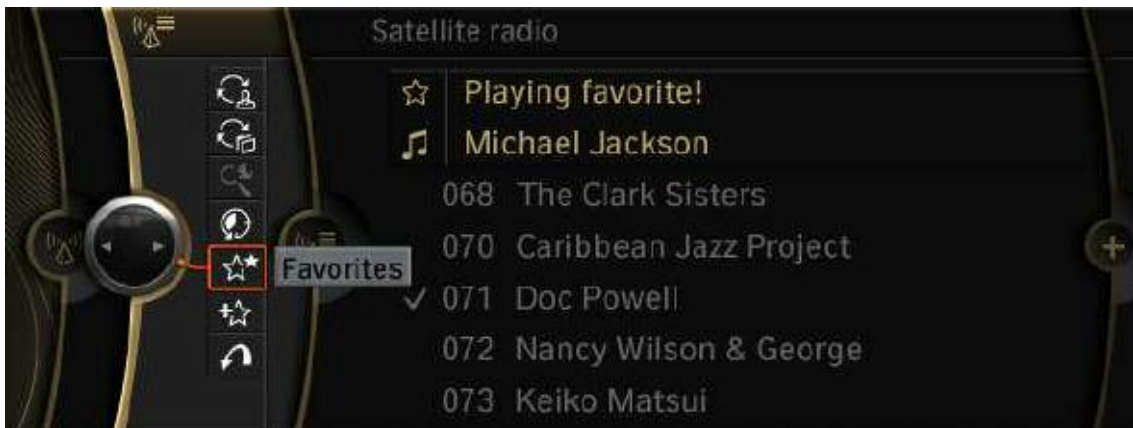 Satellite radio
Playing favorite!
Michael Jackson
068 The Clark Sisters
070 Caribbean Jazz Project
Favorites
071 Doc Powell
072 Nancy Wilson & George
073 Keiko Matsui